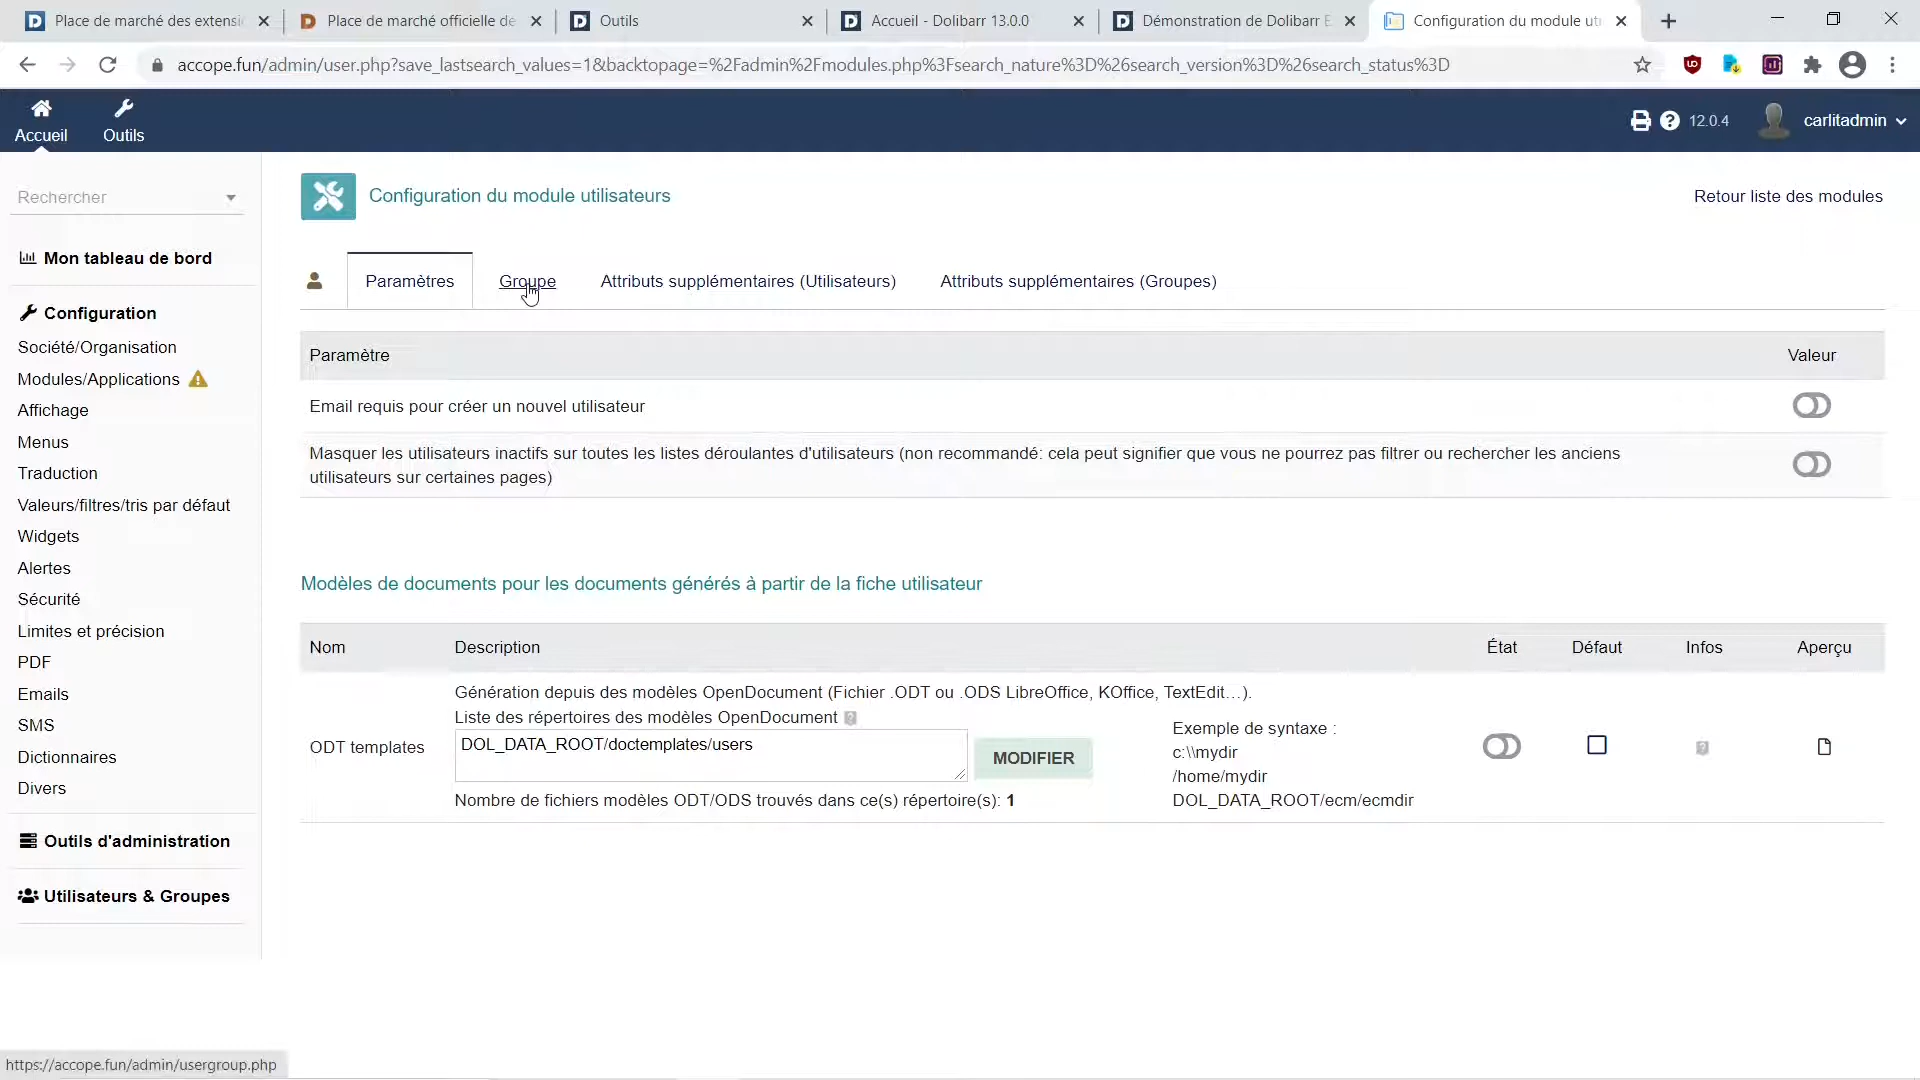 Place de marché des extensi
Place de marché officielle de
Outils
Accueil - Dolibarr 13.0.0
Démonstration de Dolibarr E
Configuration du module uti
accope.fun/admin/user.php?save_lastsearch_values=1&backtopage=%2Fadmin%2Fmodules.php%3Fsearch_nature%3D%26search_version%3D%26search_status%3D
Accueil
Outils
12.0.4
carlitadmin
Rechercher
Mon tableau de bord
Configuration
Société/Organisation
Modules/Applications
Affichage
Menus
Traduction
Valeurs/filtres/tris par défaut
Widgets
Alertes
Sécurité
Limites et précision
PDF
Emails
SMS
Dictionnaires
Divers
Outils d'administration
Utilisateurs & Groupes
Configuration du module utilisateurs
Retour liste des modules
Paramètres
Groupe
Attributs supplémentaires (Utilisateurs)
Attributs supplémentaires (Groupes)
Paramètre
Valeur
Email requis pour créer un nouvel utilisateur
Masquer les utilisateurs inactifs sur toutes les listes déroulantes d'utilisateurs (non recommandé: cela peut signifier que vous ne pourrez pas filtrer ou rechercher les anciens
utilisateurs sur certaines pages)
Modèles de documents pour les documents générés à partir de la fiche utilisateur
Nom
Description
État
Défaut
Infos
Aperçu
ODT templates
Génération depuis des modèles OpenDocument (Fichier .ODT ou .ODS LibreOffice, KOffice, TextEdit…).
Liste des répertoires des modèles OpenDocument
DOL_DATA_ROOT/doctemplates/users
MODIFIER
Nombre de fichiers modèles ODT/ODS trouvés dans ce(s) répertoire(s): 1
Exemple de syntaxe :
c:\\mydir
/home/mydir
DOL_DATA_ROOT/ecm/ecmdir
https://accope.fun/admin/usergroup.php